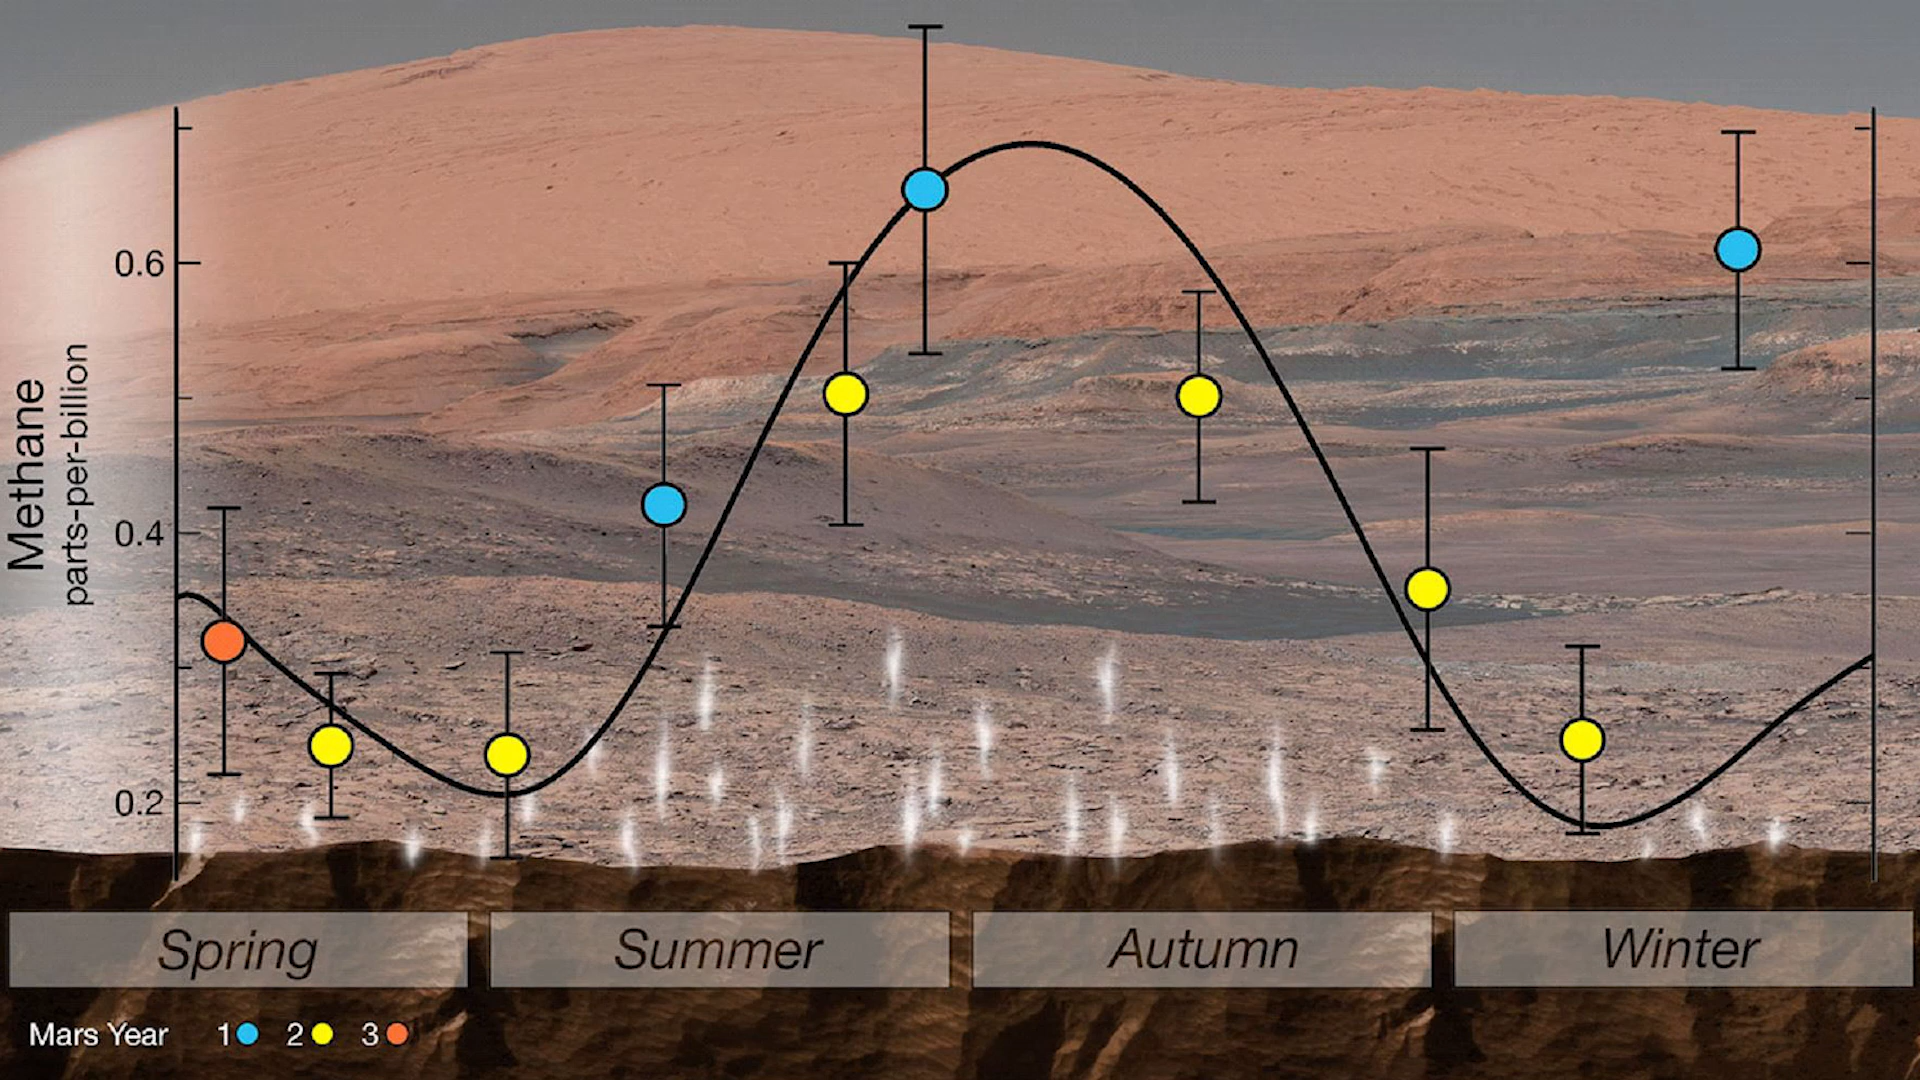 Methane
parts-per-billion
0.6
0.4
0.2
Spring Summer Autumn Winter
Mars Year 1 2 3